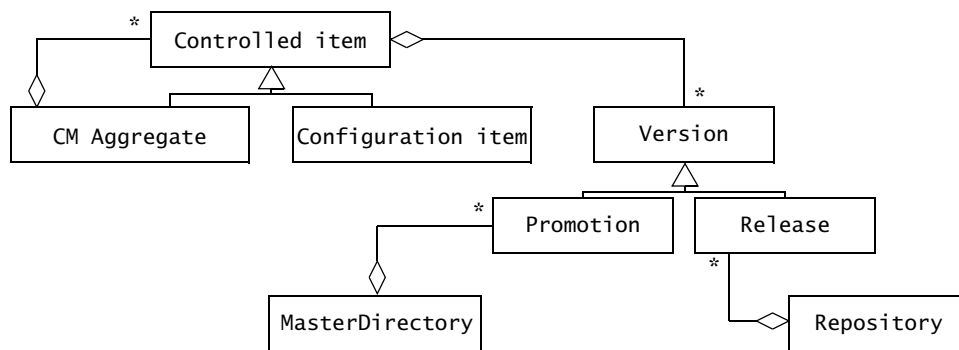 *
Controlled item
*
CM Aggregate
Configuration item
Version
*
Promotion
Release
*
MasterDirectory
Repository